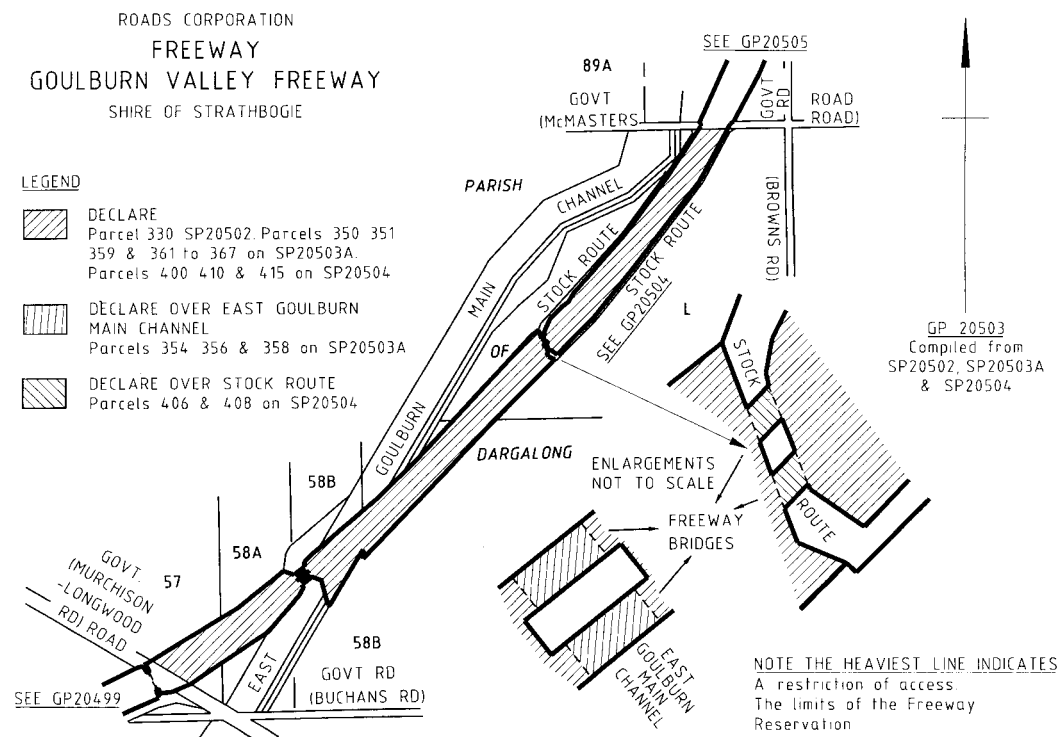 ROADS CORPORATION
FREEWAY
GOULBURN VALLEY FREEWAY
SHIRE OF STRATHBOGIE
LEGEND
DECLARE
Parcel 330 SP20502. Parcels 350 351
359 & 361 to 367 on SP20503A.
Parcels 400 410 & 415 on SP20504
DECLARE OVER EAST GOULBURN
MAIN CHANNEL
Parcels 354 356 & 358 on SP20503A
DECLARE OVER STOCK ROUTE
Parcels 406 & 408 on SP20504
SEE GP20505
89A
GOVT
(McMASTERS
GOVT
RD
ROAD
ROAD)
(BROWNS RD)
PARISH
CHANNEL
MAIN
STOCK ROUTE
STOCK ROUTE
SEE GP20504
OF
GOULBURN
DARGALONG
L
GP 20503
Compiled from
SP20502, SP20503A
& SP20504
STOCK
ROUTE
ENLARGEMENTS
NOT TO SCALE
FREEWAY
BRIDGES
58B
58A
57
GOVT.
(MURCHISON
-LONGWOOD
RD) ROAD
EAST
58B
GOVT RD
(BUCHANS RD)
SEE GP20499
EAST
GOULBURN
MAIN
CHANNEL
NOTE THE HEAVIEST LINE INDICATES
A restriction of access.
The limits of the Freeway
Reservation